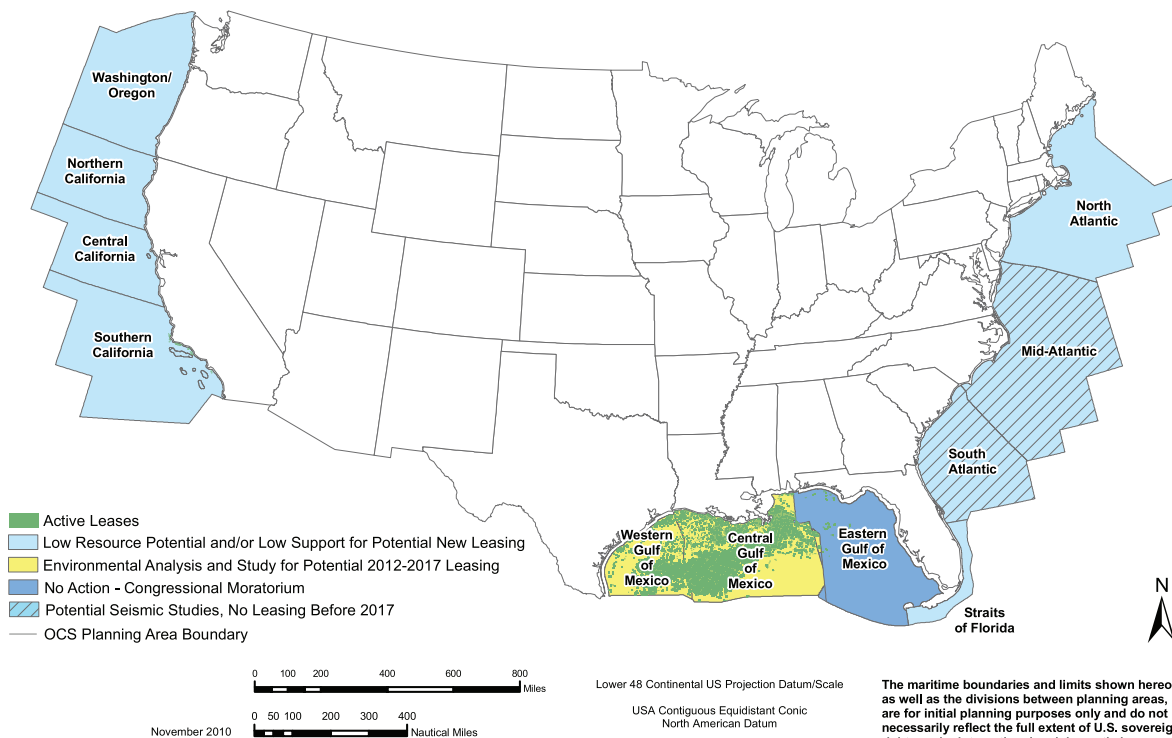 Washington/
Oregon
Northern
California
Central
California
Southern
California
North
Atlantic
Mid-Atlantic
South
Atlantic
Western
Gulf
of
Mexico
Central
Gulf
of
Mexico
Eastern
Gulf of
Mexico
Straits
of Florida
Active Leases
Low Resource Potential and/or Low Support for Potential New Leasing
Environmental Analysis and Study for Potential 2012-2017 Leasing
No Action - Congressional Moratorium
Potential Seismic Studies, No Leasing Before 2017
OCS Planning Area Boundary
N
0 100 200 400 600 800
Miles
0 50 100 200 300 400
Nautical Miles
November 2010
Lower 48 Continental US Projection Datum/Scale
USA Contiguous Equidistant Conic
North American Datum
The maritime boundaries and limits shown hereo
as well as the divisions between planning areas,
are for initial planning purposes only and do not
necessarily reflect the full extent of U.S. sovereig